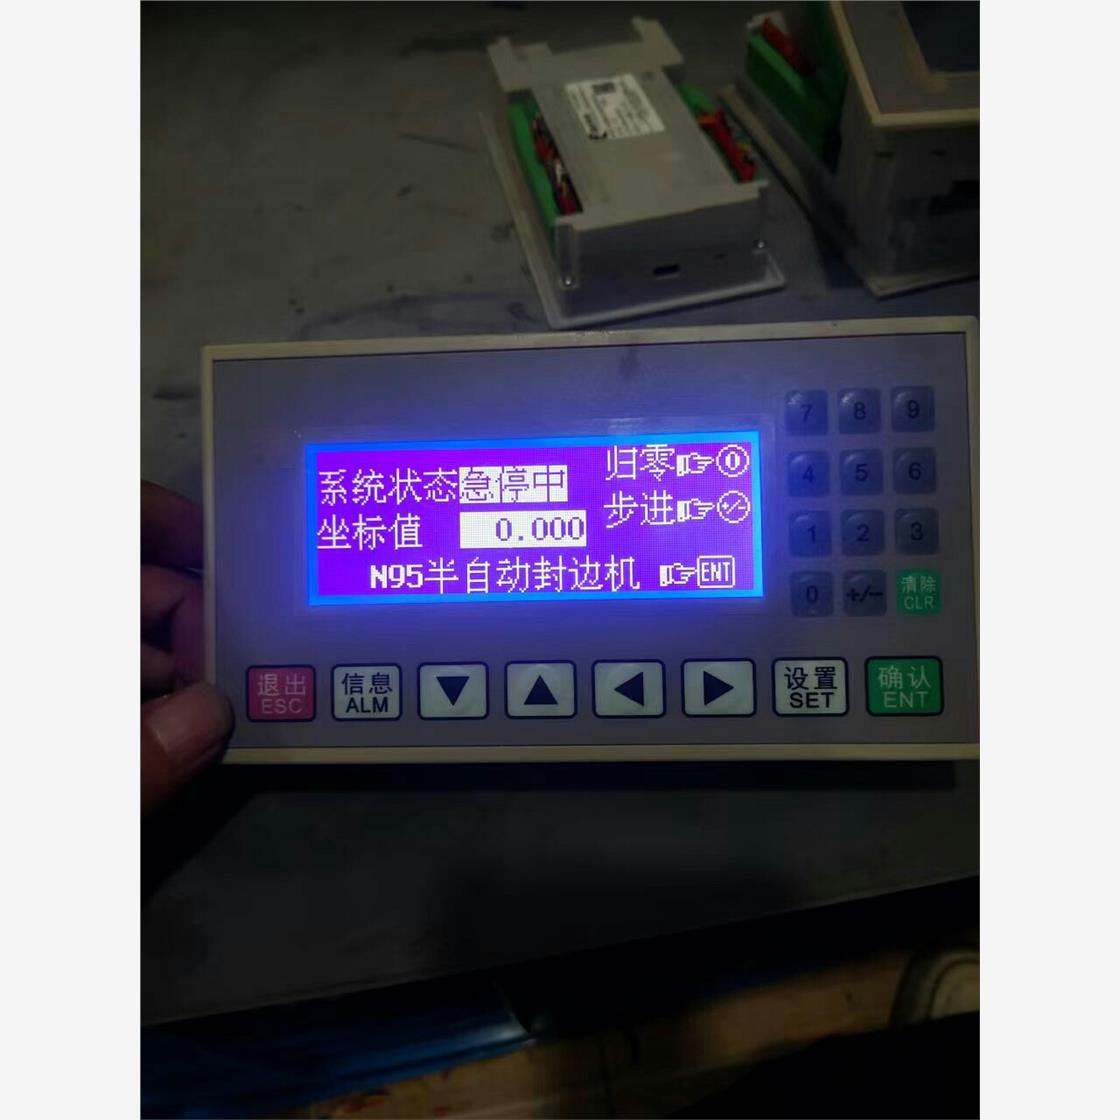 系统状态急停中
归零0
坐标值 0.000
步进+/-
N95半自动封边机 ENT
7 8 9
4 5 6
1 2 3
0 +/- 清除
CLR
退出
ESC
信息
ALM
设置
SET
确认
ENT